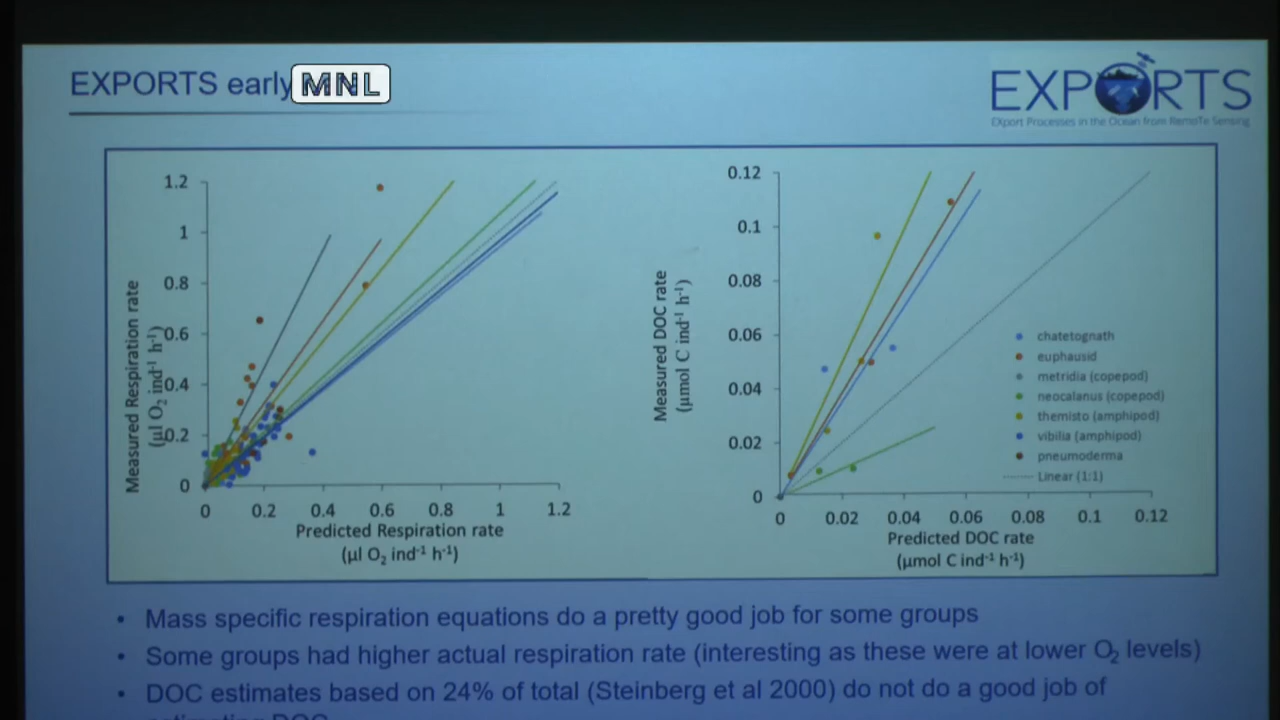 EXPORTS early
MNL
EXPORTS
EXport Processes in the Ocean from RemoTe Sensing
1.2
1
0.8
0.6
0.4
0.2
0
0 0.2 0.4 0.6 0.8 1 1.2
Measured Respiration rate
(µl O₂ ind⁻¹ h⁻¹)
Predicted Respiration rate
(µl O₂ ind⁻¹ h⁻¹)
0.12
0.1
0.08
0.06
0.04
0.02
0
0 0.02 0.04 0.06 0.08 0.1 0.12
Measured DOC rate
(µmol C ind⁻¹ h⁻¹)
Predicted DOC rate
(µmol C ind⁻¹ h⁻¹)
chatetognath
euphausid
metridia (copepod)
neocalanus (copepod)
themisto (amphipod)
vibilia (amphipod)
pneumoderma
Linear (1:1)
• Mass specific respiration equations do a pretty good job for some groups
• Some groups had higher actual respiration rate (interesting as these were at lower O₂ levels)
• DOC estimates based on 24% of total (Steinberg et al 2000) do not do a good job of